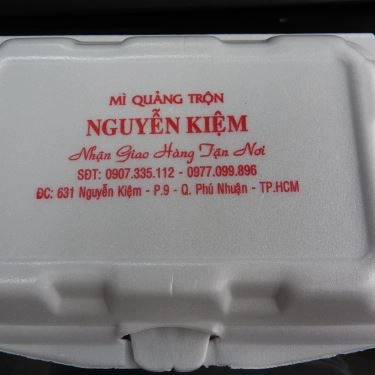 MÌ QUẢNG TRỘN
NGUYỄN KIỆM
Nhận Giao Hàng Tận Nơi
SĐT: 0907.335.112 - 0977.099.896
ĐC: 631 Nguyễn Kiệm - P.9 - Q. Phú Nhuận - TP.HCM